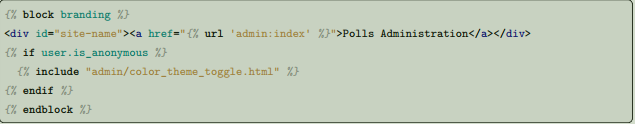 {% block branding %}
<div id="site-name"><a href="{% url 'admin:index' %}">Polls Administration</a></div>
{% if user.is_anonymous %}
  {% include "admin/color_theme_toggle.html" %}
{% endif %}
{% endblock %}